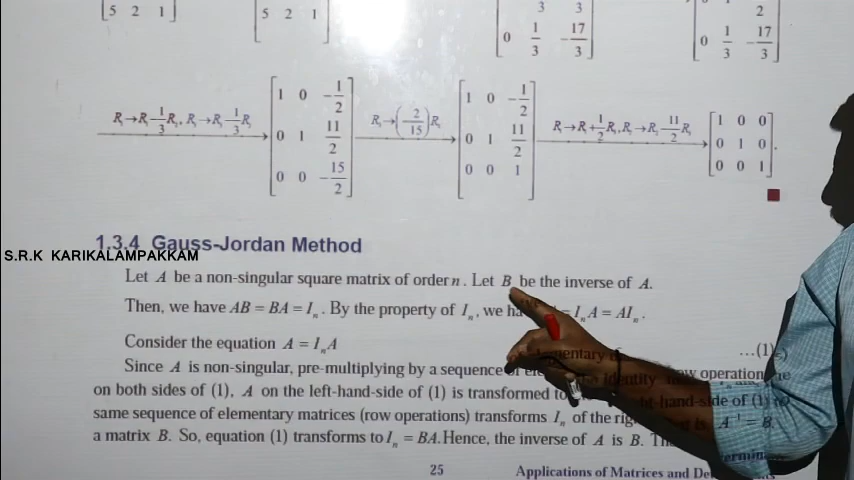 [5 2 1]
[5 2 1]
3 3
0 1/3 -17/3
2
0 1/3 -17/3
R₁→R₁-1/3R₂, R₃→R₃-1/3R₂ [1 0 -1/2; 0 1 11/2; 0 0 -15/2] R₃→(-2/15)R₃ [1 0 -1/2; 0 1 11/2; 0 0 1] R₁→R₁+1/2R₃, R₂→R₂-11/2R₃ [1 0 0; 0 1 0; 0 0 1].
1.3.4 Gauss-Jordan Method
S.R.K KARIKALAMPAKKAM
Let A be a non-singular square matrix of order n. Let B be the inverse of A.
Then, we have AB = BA = Iₙ. By the property of Iₙ, we = IₙA = AIₙ.
Consider the equation A = IₙA …(1)
Since A is non-singular, pre-multiplying by a sequence of row operation
on both sides of (1), A on the left-hand-side of (1) is transformed to hand-side of (1)
same sequence of elementary matrices (row operations) transforms Iₙ of the A⁻¹ = B.
a matrix B. So, equation (1) transforms to Iₙ = BA. Hence, the inverse of A is B.
25 Applications of Matrices and